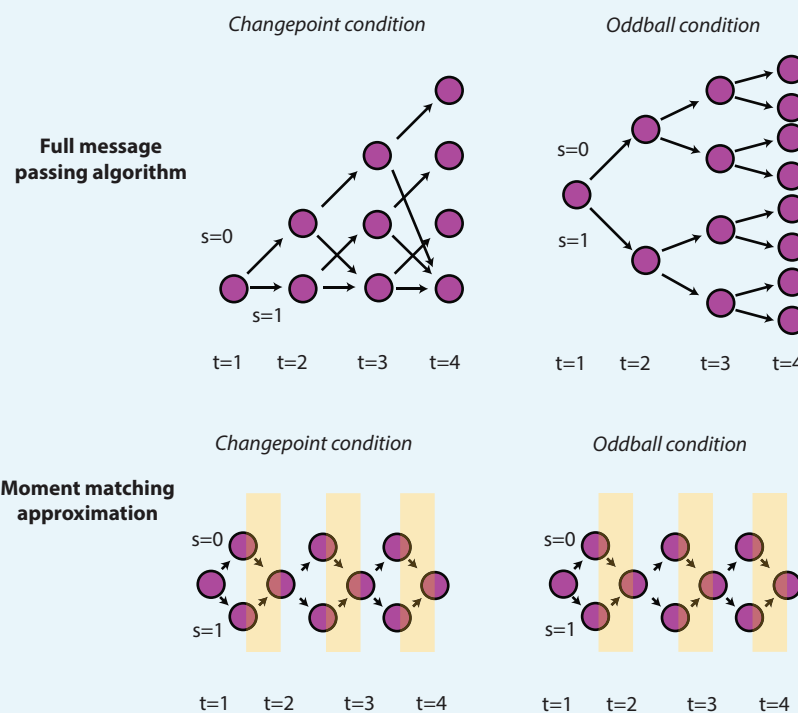 Changepoint condition
Oddball condition
Full message
passing algorithm
s=0
s=1
s=0
s=1
t=1
t=2
t=3
t=4
t=1
t=2
t=3
t=4
Changepoint condition
Oddball condition
Moment matching
approximation
s=0
s=1
s=0
s=1
t=1
t=2
t=3
t=4
t=1
t=2
t=3
t=4